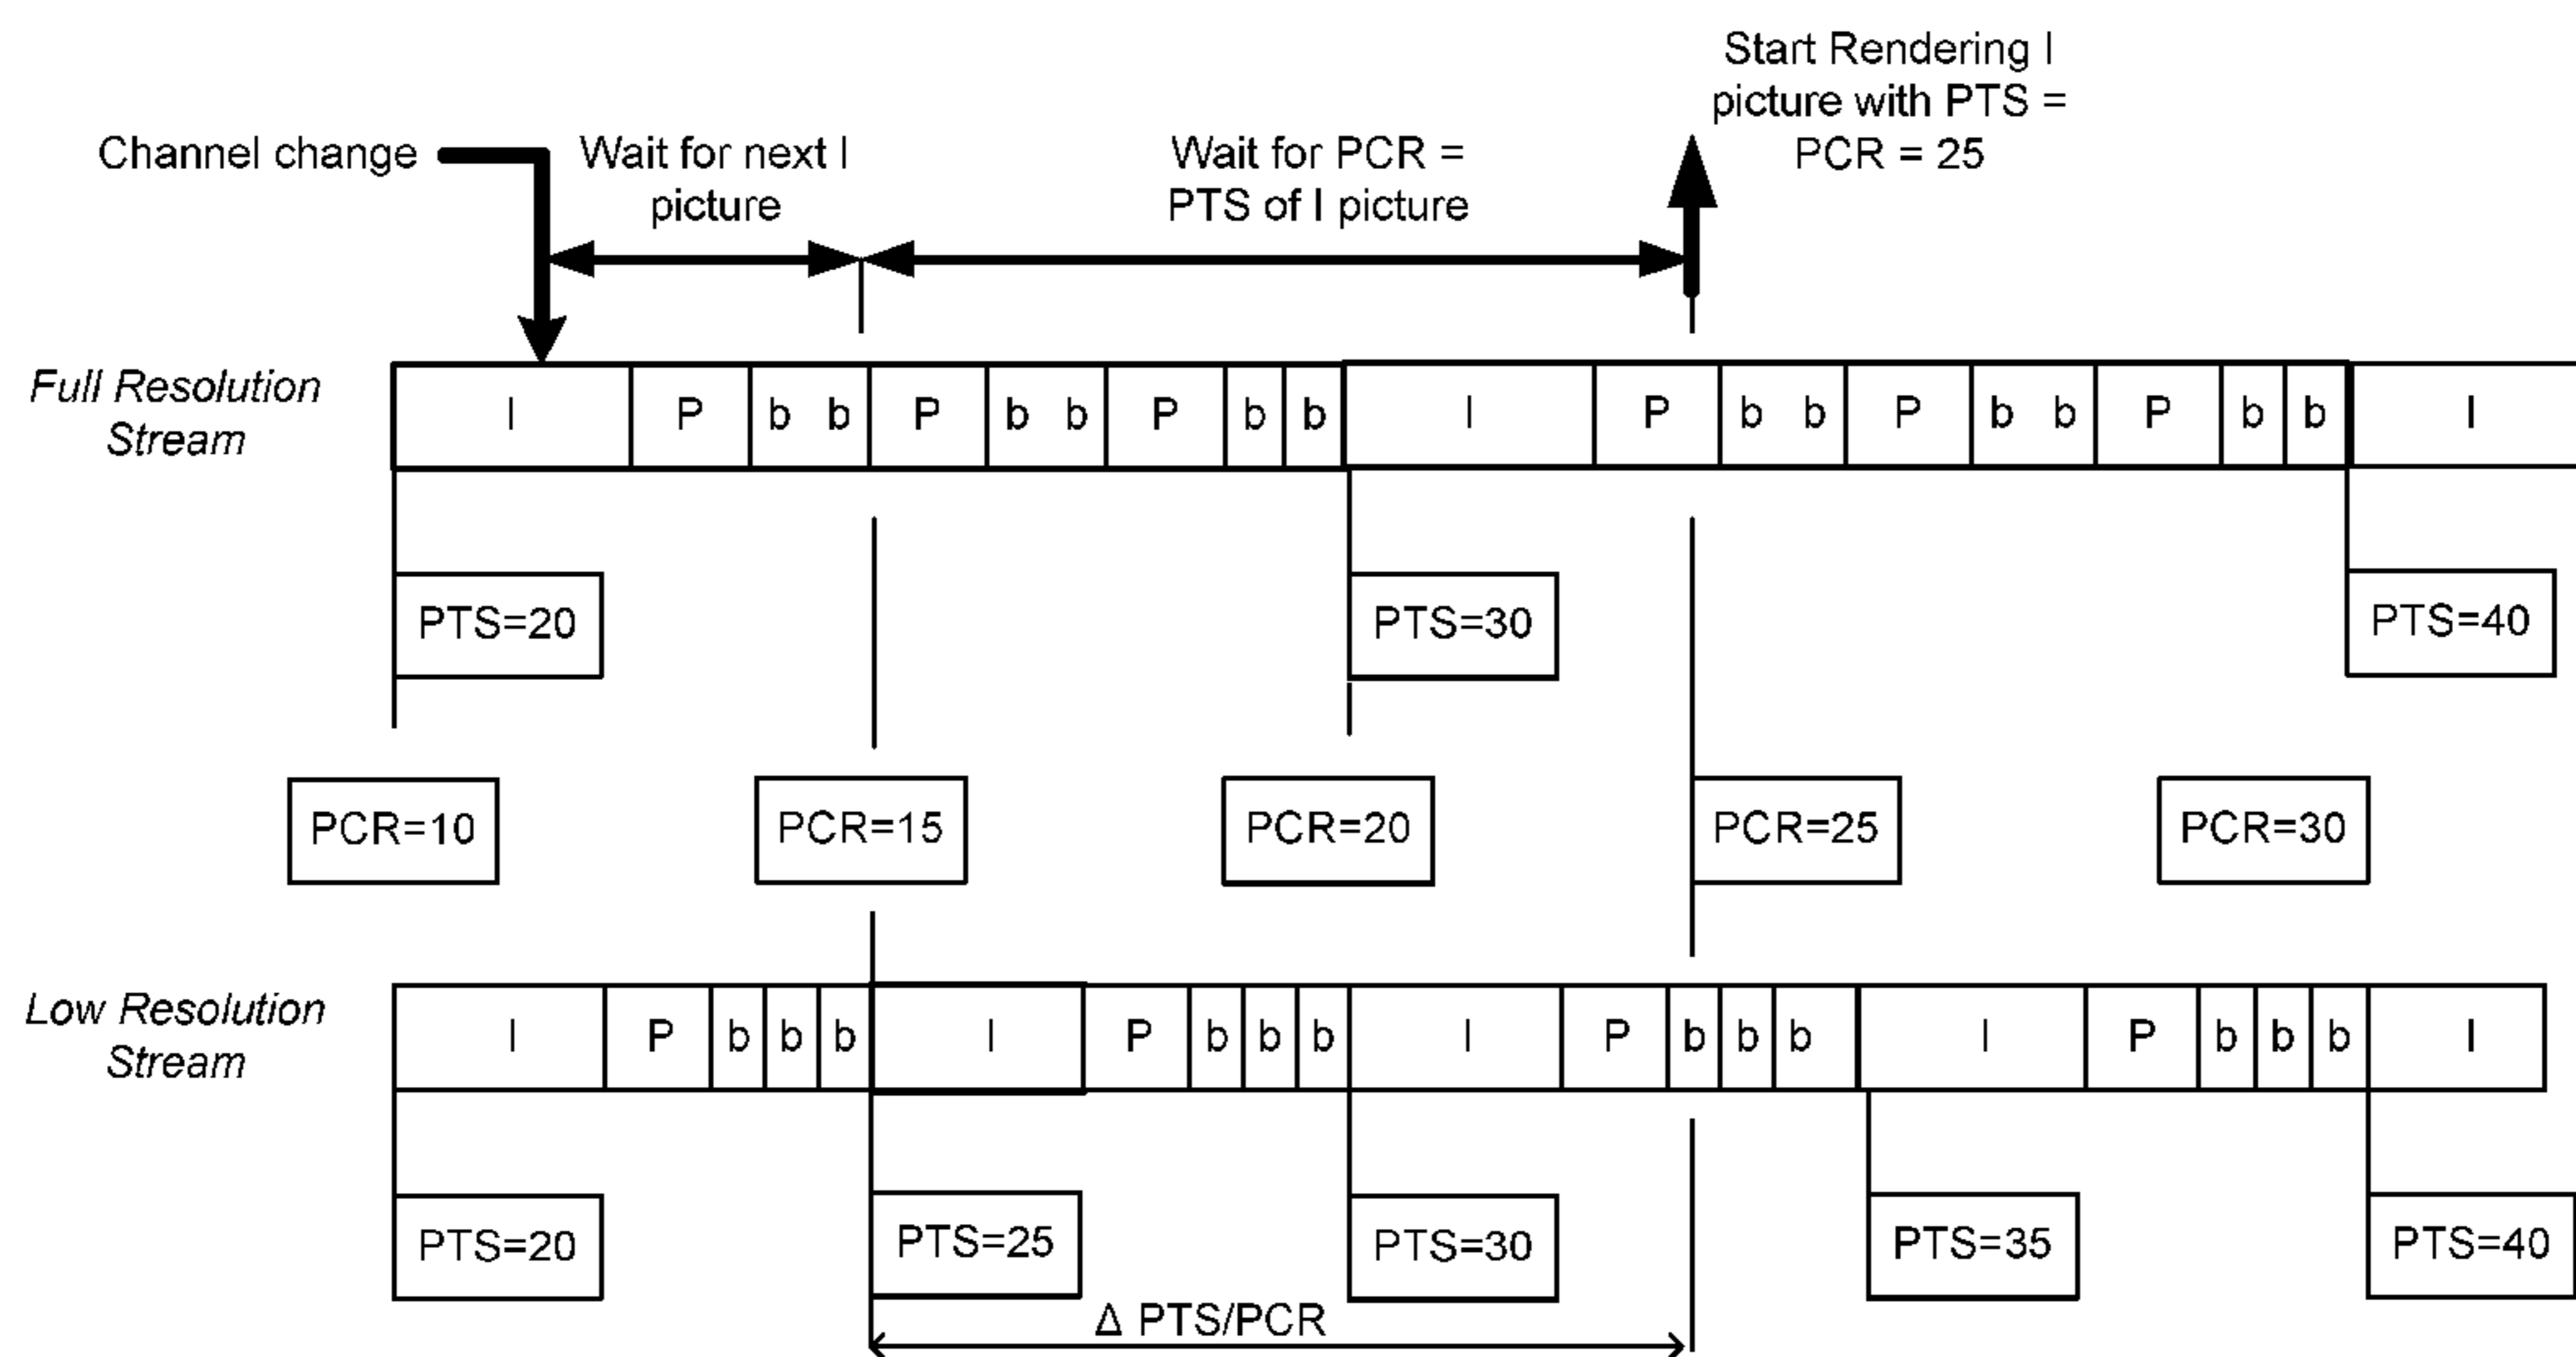 Start Rendering I
picture with PTS =
PCR = 25
Channel change
Wait for next I
picture
Wait for PCR =
PTS of I picture
Full Resolution
Stream
I P b b P b b P b b I P b b P b b P b b I
PTS=20 PTS=30 PTS=40
PCR=10 PCR=15 PCR=20 PCR=25 PCR=30
Low Resolution
Stream
I P b b b I P b b b I P b b b I P b b b I
PTS=20 PTS=25 PTS=30 PTS=35 PTS=40
Δ PTS/PCR